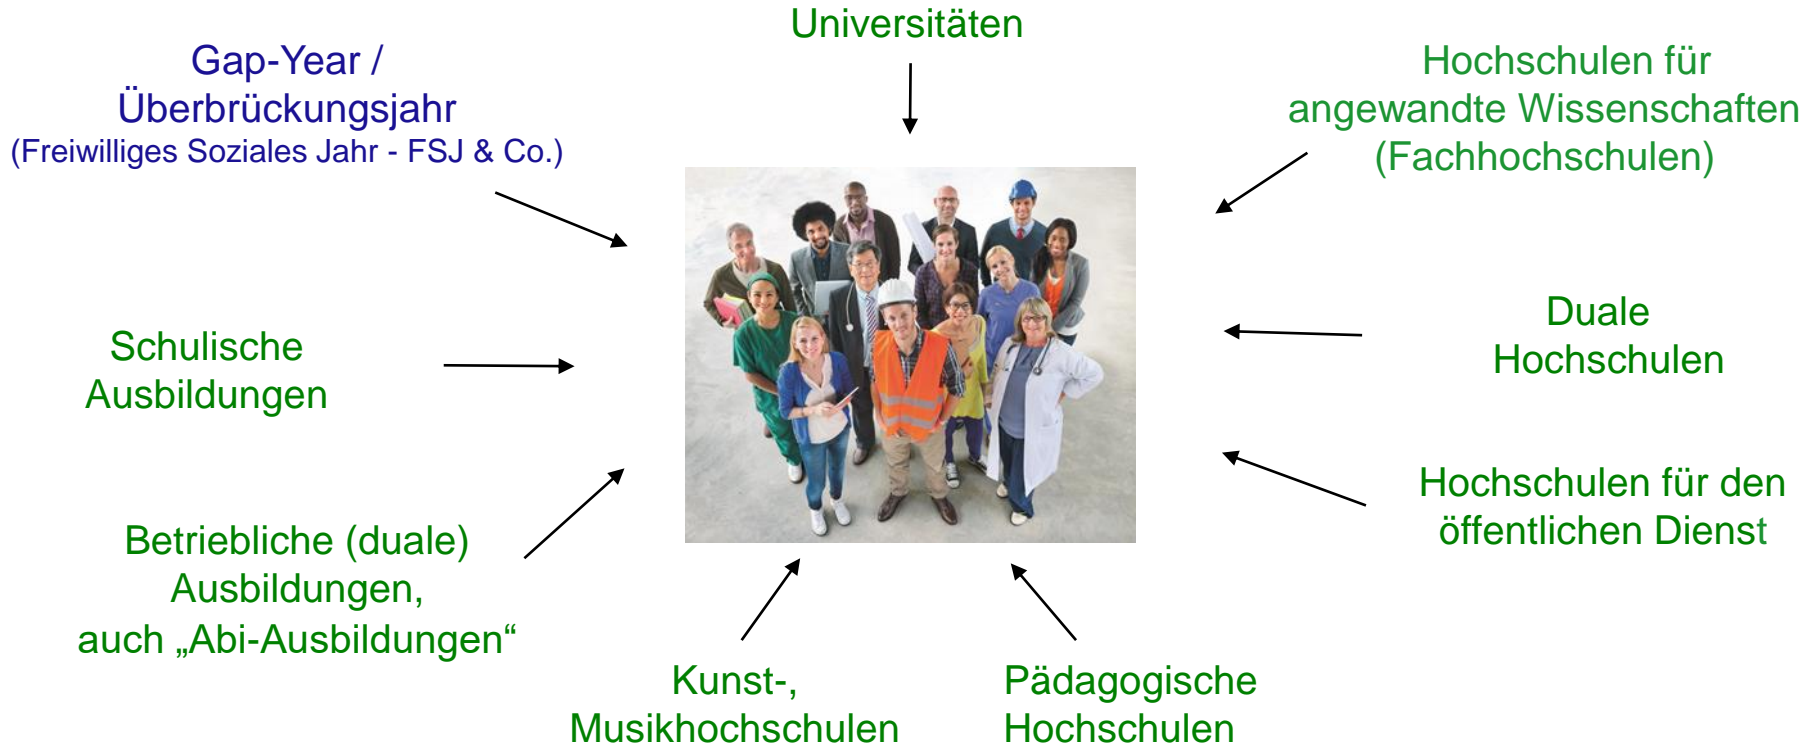 Universitäten
Gap-Year /
Überbrückungsjahr
(Freiwilliges Soziales Jahr - FSJ & Co.)
Hochschulen für
angewandte Wissenschaften
(Fachhochschulen)
Schulische
Ausbildungen
Duale
Hochschulen
Betriebliche (duale)
Ausbildungen,
auch „Abi-Ausbildungen“
Hochschulen für den
öffentlichen Dienst
Kunst-,
Musikhochschulen
Pädagogische
Hochschulen